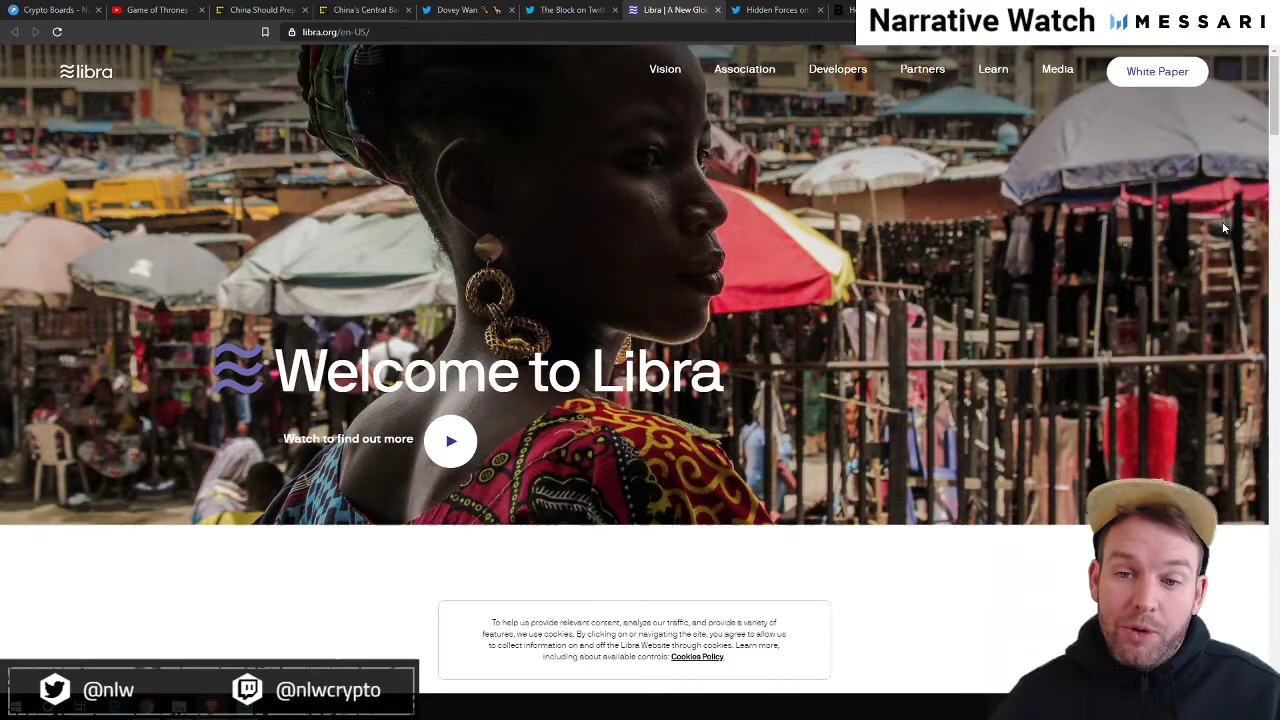 Crypto Boards - N
Game of Thrones
China Should Prep
China's Central Ba
Dovey Wan
The Block on Twitt
Libra | A New Glob
Hidden Forces on
Narrative Watch MESSARI
libra.org/en-US/
libra
Vision Association Developers Partners Learn Media White Paper
Welcome to Libra
Watch to find out more
To help us provide relevant content, analyze our traffic, and provide a variety of
features, we use cookies. By clicking on or navigating the site, you agree to allow us
to collect information on and off the Libra Website through cookies. Learn more,
including about available controls: Cookies Policy.
@nlw @nlwcrypto